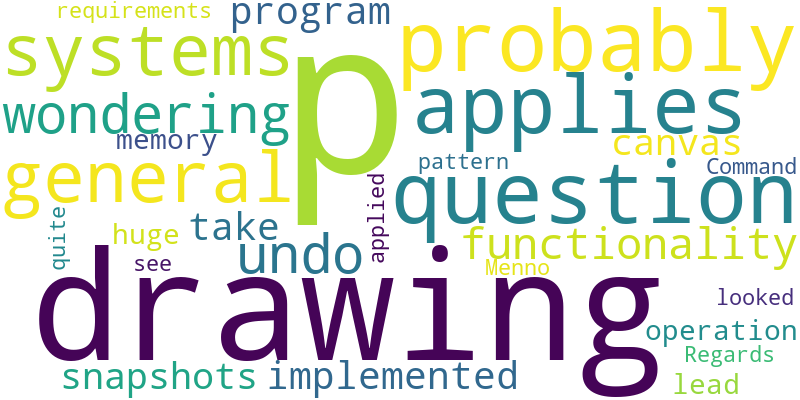 requirements program
systems p probably
wondering applies
memory canvas
general pattern Command
question
quite huge take applied
see undo functionality
Menno
drawing looked
operation
Regards
snapshots implemented lead